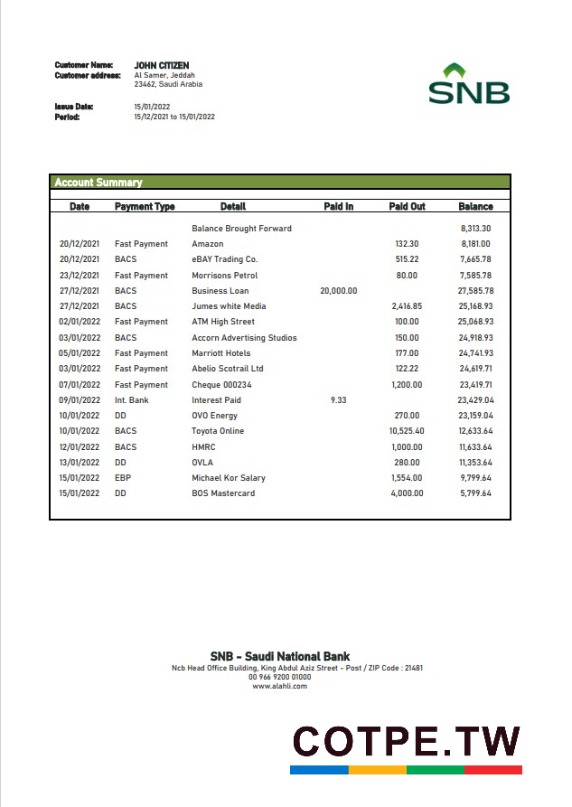 Customer Name: JOHN CITIZEN
Customer address: Al Samer, Jeddah
23462, Saudi Arabia
SNB
Issue Date: 15/01/2022
Period: 15/12/2021 to 15/01/2022
Account Summary
Date Payment Type Detail Paid In Paid Out Balance
Balance Brought Forward 8,313.30
20/12/2021 Fast Payment Amazon 132.30 8,181.00
20/12/2021 BACS eBAY Trading Co. 515.22 7,665.78
23/12/2021 Fast Payment Morrisons Petrol 80.00 7,585.78
27/12/2021 BACS Business Loan 20,000.00 27,585.78
27/12/2021 BACS Jumes white Media 2,416.85 25,168.93
02/01/2022 Fast Payment ATM High Street 100.00 25,068.93
03/01/2022 BACS Accorn Advertising Studios 150.00 24,918.93
05/01/2022 Fast Payment Marriott Hotels 177.00 24,741.93
03/01/2022 Fast Payment Abelio Scotrail Ltd 122.22 24,619.71
07/01/2022 Fast Payment Cheque 000234 1,200.00 23,419.71
09/01/2022 Int. Bank Interest Paid 9.33 23,429.04
10/01/2022 DD OVO Energy 270.00 23,159.04
10/01/2022 BACS Toyota Online 10,525.40 12,633.64
12/01/2022 BACS HMRC 1,000.00 11,633.64
13/01/2022 DD OVLA 280.00 11,353.64
15/01/2022 EBP Michael Kor Salary 1,554.00 9,799.64
15/01/2022 DD BOS Mastercard 4,000.00 5,799.64
SNB - Saudi National Bank
Ncb Head Office Building, King Abdul Aziz Street - Post / ZIP Code : 21481
00 966 9200 01000
www.alahli.com
COTPE.TW